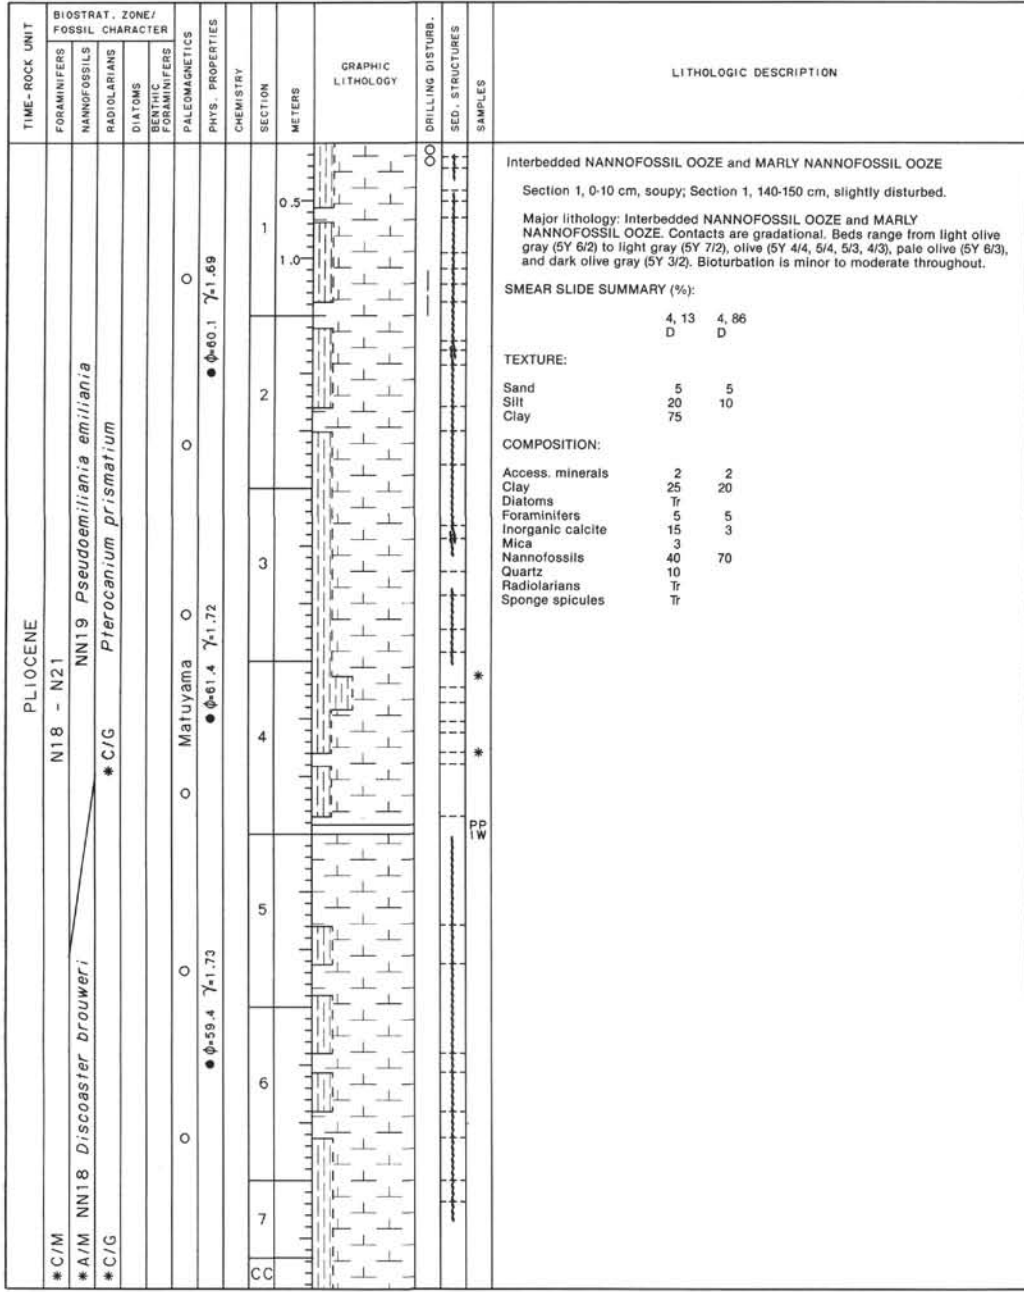 TIME-ROCK UNIT
BIOSTRAT. ZONE/
FOSSIL CHARACTER
FORAMINIFERS
NANNOFOSSILS
RADIOLARIANS
DIATOMS
BENTHIC
FORAMINIFERS
PALEOMAGNETICS
PHYS. PROPERTIES
CHEMISTRY
SECTION
METERS
GRAPHIC
LITHOLOGY
DRILLING DISTURB.
SED. STRUCTURES
SAMPLES
LITHOLOGIC DESCRIPTION
PLIOCENE
* C/M
N18 - N21
* A/M NN18 Discoaster brouweri
NN19 Pseudoemiliania emiliania
* C/G
* C/G
Pterocanium prismatium
Matuyama
● Φ=60.1 γ=1.69
● Φ=61.4 γ=1.72
● Φ=59.4 γ=1.73
1
2
3
4
5
6
7
CC
0.5
1.0
*
*
PP
IW
Interbedded NANNOFOSSIL OOZE and MARLY NANNOFOSSIL OOZE
Section 1, 0-10 cm, soupy; Section 1, 140-150 cm, slightly disturbed.
Major lithology: Interbedded NANNOFOSSIL OOZE and MARLY
NANNOFOSSIL OOZE. Contacts are gradational. Beds range from light olive
gray (5Y 6/2) to light gray (5Y 7/2), olive (5Y 4/4, 5/4, 5/3, 4/3), pale olive (5Y 6/3),
and dark olive gray (5Y 3/2). Bioturbation is minor to moderate throughout.
SMEAR SLIDE SUMMARY (%):
4, 13 4, 86
D D
TEXTURE:
Sand 5 5
Silt 20 10
Clay 75
COMPOSITION:
Access. minerals 2 2
Clay 25 20
Diatoms Tr
Foraminifers 5 5
Inorganic calcite 15 3
Mica 3
Nannofossils 40 70
Quartz 10
Radiolarians Tr
Sponge spicules Tr